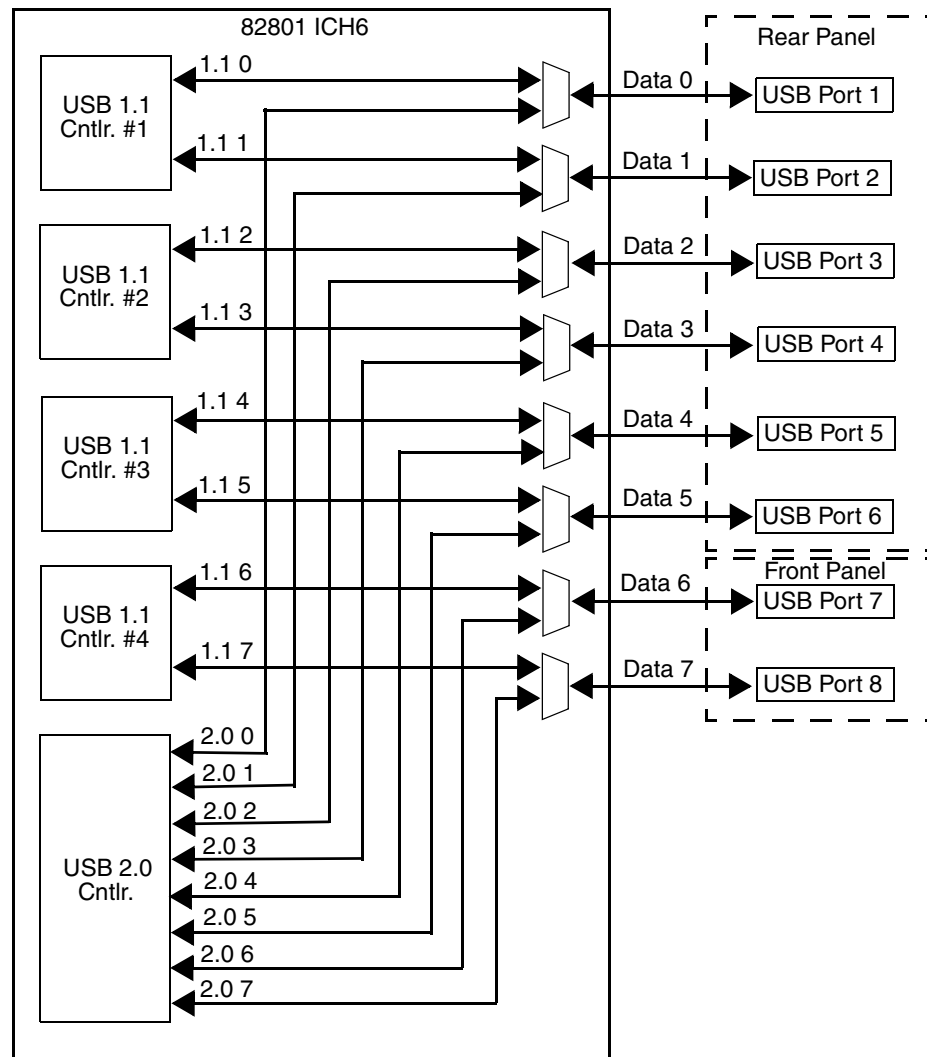 82801 ICH6
Rear Panel
USB 1.1
Cntlr. #1
1.1 0
Data 0
USB Port 1
1.1 1
Data 1
USB Port 2
USB 1.1
Cntlr. #2
1.1 2
Data 2
USB Port 3
1.1 3
Data 3
USB Port 4
USB 1.1
Cntlr. #3
1.1 4
Data 4
USB Port 5
1.1 5
Data 5
USB Port 6
Front Panel
USB 1.1
Cntlr. #4
1.1 6
Data 6
USB Port 7
1.1 7
Data 7
USB Port 8
USB 2.0
Cntlr.
2.0 0
2.0 1
2.0 2
2.0 3
2.0 4
2.0 5
2.0 6
2.0 7